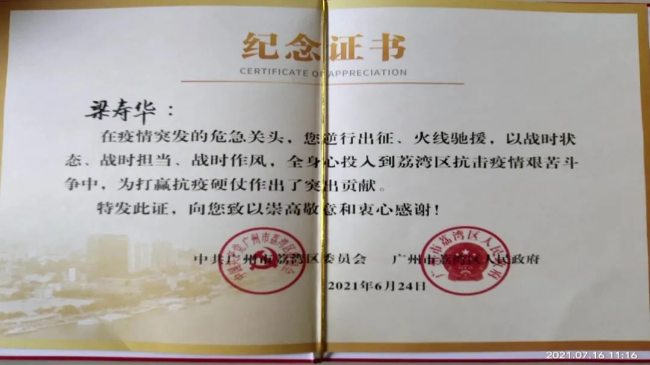 纪念证书
CERTIFICATE OF APPRECIATION
梁寿华：
在疫情突发的危急关头，您逆行出征、火线驰援，以战时状
态、战时担当、战时作风，全身心投入到荔湾区抗击疫情艰苦斗
争中，为打赢抗疫硬仗作出了突出贡献。
特发此证，向您致以崇高敬意和衷心感谢！
中共广州市荔湾区委员会 广州市荔湾区人民政府
2021年6月24日
2021.07.16 11:16